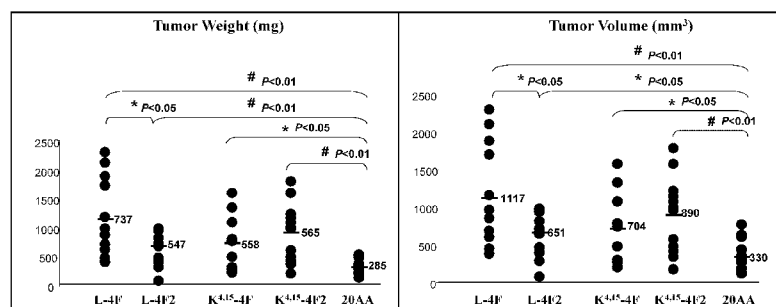 Tumor Weight (mg)
# P<0.01
* P<0.05
# P<0.01
* P<0.05
# P<0.01
2500
2000
1500
1000
500
0
737
547
558
565
285
L-4F
L-4F2
K4,15-4F
K4,15-4F2
20AA
Tumor Volume (mm³)
# P<0.01
* P<0.05
* P<0.05
* P<0.05
# P<0.01
2500
2000
1500
1000
500
0
1117
651
704
890
330
L-4F
L-4F2
K4,15-4F
K4,15-4F2
20AA